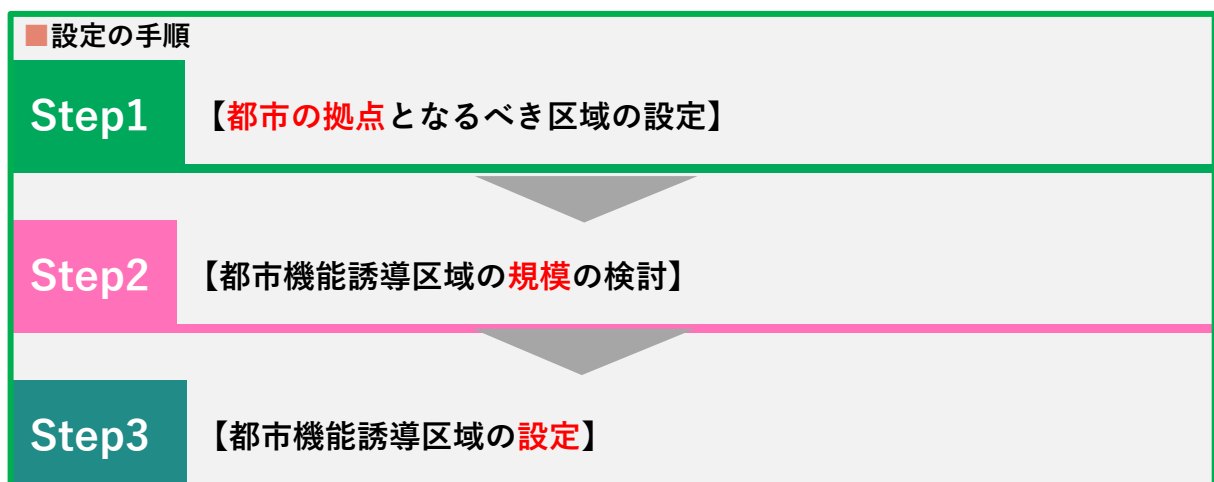 ■設定の手順
Step1
【都市の拠点となるべき区域の設定】
Step2
【都市機能誘導区域の規模の検討】
Step3
【都市機能誘導区域の設定】